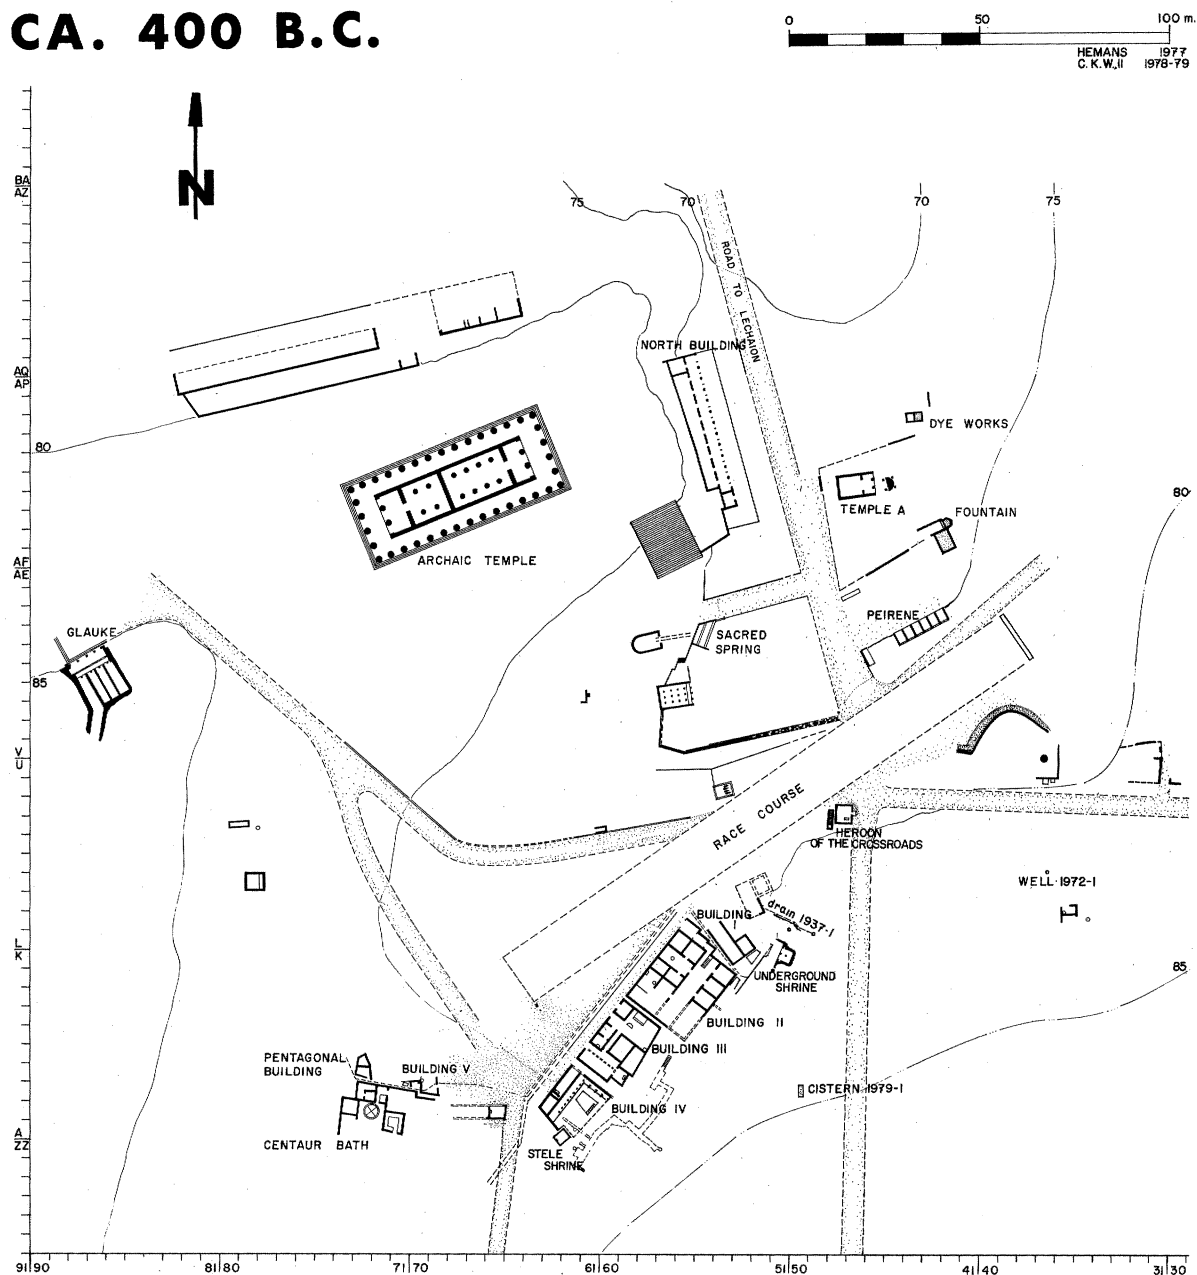 CA. 400 B.C.
0 50 100 m.
HEMANS 1977
C.K.W.,II 1978-79
N
BA
AZ
75 70 70 75
ROAD TO LECHAION
NORTH BUILDING
AQ
AP
DYE WORKS
80
80
TEMPLE A
FOUNTAIN
ARCHAIC TEMPLE
AF
AE
PEIRENE
GLAUKE
SACRED
SPRING
85
V
U
RACE COURSE
HEROON
OF THE CROSSROADS
WELL 1972-1
BUILDING
I
drain 1937-1
L
K
UNDERGROUND
SHRINE
85
BUILDING II
BUILDING III
PENTAGONAL
BUILDING
BUILDING V
CISTERN 1979-1
BUILDING IV
A
ZZ
CENTAUR BATH
STELE
SHRINE
91|90 81|80 71|70 61|60 51|50 41|40 31|30